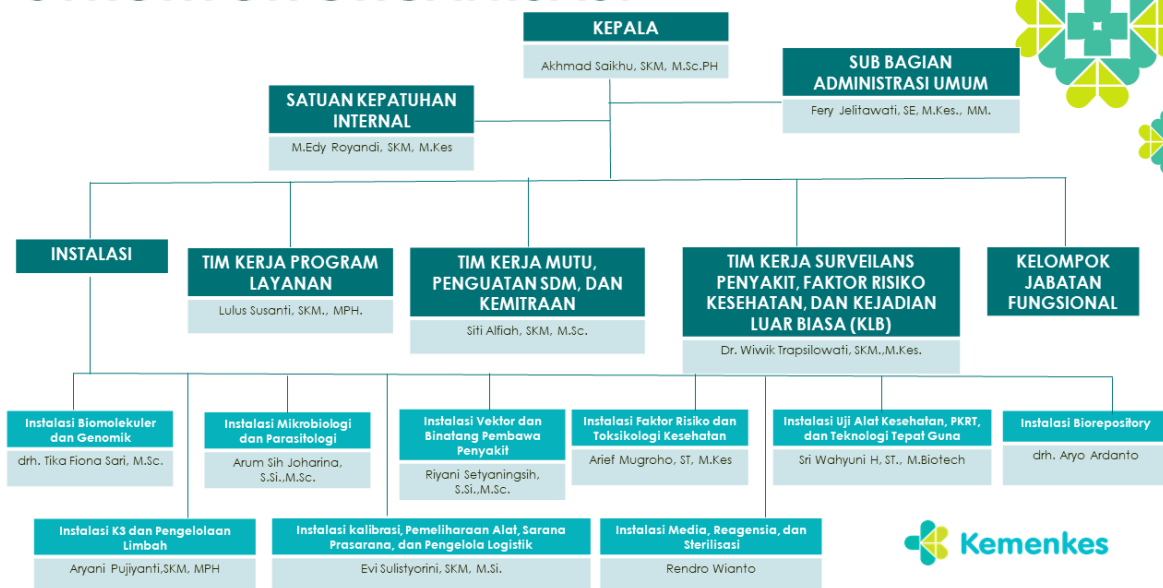 KEPALA
Akhmad Saikhu, SKM, M.Sc.PH
SUB BAGIAN
ADMINISTRASI UMUM
Fery Jelitawati, SE, M.Kes., MM.
SATUAN KEPATUHAN
INTERNAL
M.Edy Royandi, SKM, M.Kes
INSTALASI
TIM KERJA PROGRAM
LAYANAN
Lulus Susanti, SKM., MPH.
TIM KERJA MUTU,
PENGUATAN SDM, DAN
KEMITRAAN
Siti Alfiah, SKM, M.Sc.
TIM KERJA SURVEILANS
PENYAKIT, FAKTOR RISIKO
KESEHATAN, DAN KEJADIAN
LUAR BIASA (KLB)
Dr. Wiwik Trapsilowati, SKM.,M.Kes.
KELOMPOK
JABATAN
FUNGSIONAL
Instalasi Biomolekuler
dan Genomik
drh. Tika Fiona Sari, M.Sc.
Instalasi Mikrobiologi
dan Parasitologi
Arum Sih Joharina,
S.Si.,M.Sc.
Instalasi Vektor dan
Binatang Pembawa
Penyakit
Riyani Setyaningsih,
S.Si.,M.Sc.
Instalasi Faktor Risiko dan
Toksikologi Kesehatan
Arief Mugroho, ST, M.Kes
Instalasi Uji Alat Kesehatan, PKRT,
dan Teknologi Tepat Guna
Sri Wahyuni H, ST., M.Biotech
Instalasi Biorepository
drh. Aryo Ardanto
Instalasi K3 dan Pengelolaan
Limbah
Aryani Pujiyanti,SKM, MPH
Instalasi kalibrasi, Pemeliharaan Alat, Sarana
Prasarana, dan Pengelola Logistik
Evi Sulistyorini, SKM, M.Si.
Instalasi Media, Reagensia, dan
Sterilisasi
Rendro Wianto
Kemenkes